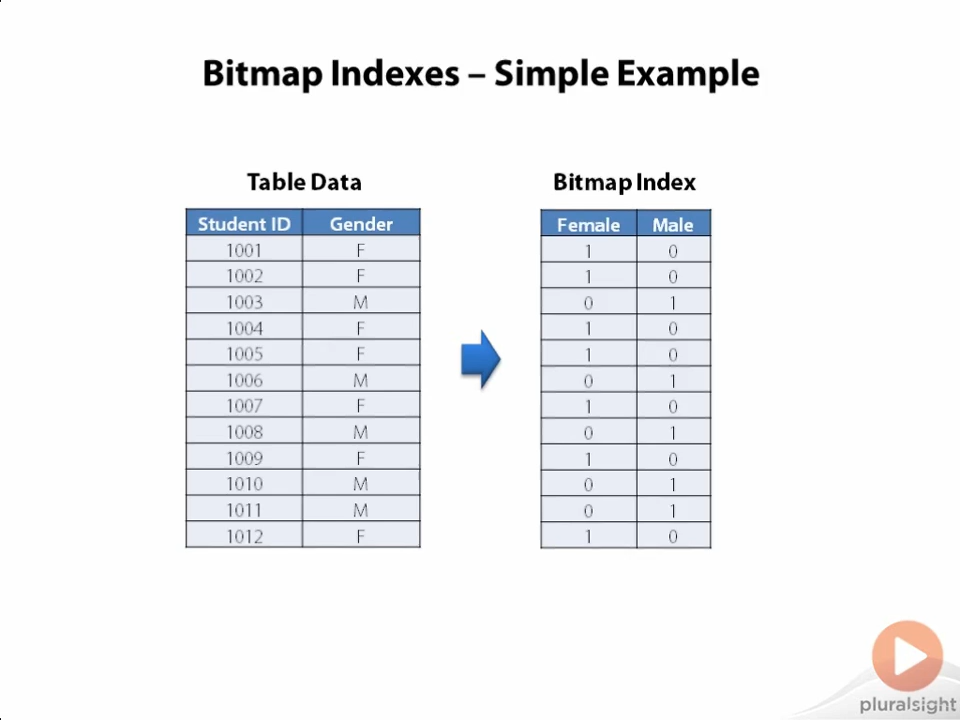 Bitmap Indexes – Simple Example
Table Data
Student ID Gender
1001 F
1002 F
1003 M
1004 F
1005 F
1006 M
1007 F
1008 M
1009 F
1010 M
1011 M
1012 F
Bitmap Index
Female Male
1 0
1 0
0 1
1 0
1 0
0 1
1 0
0 1
1 0
0 1
0 1
1 0
pluralsight